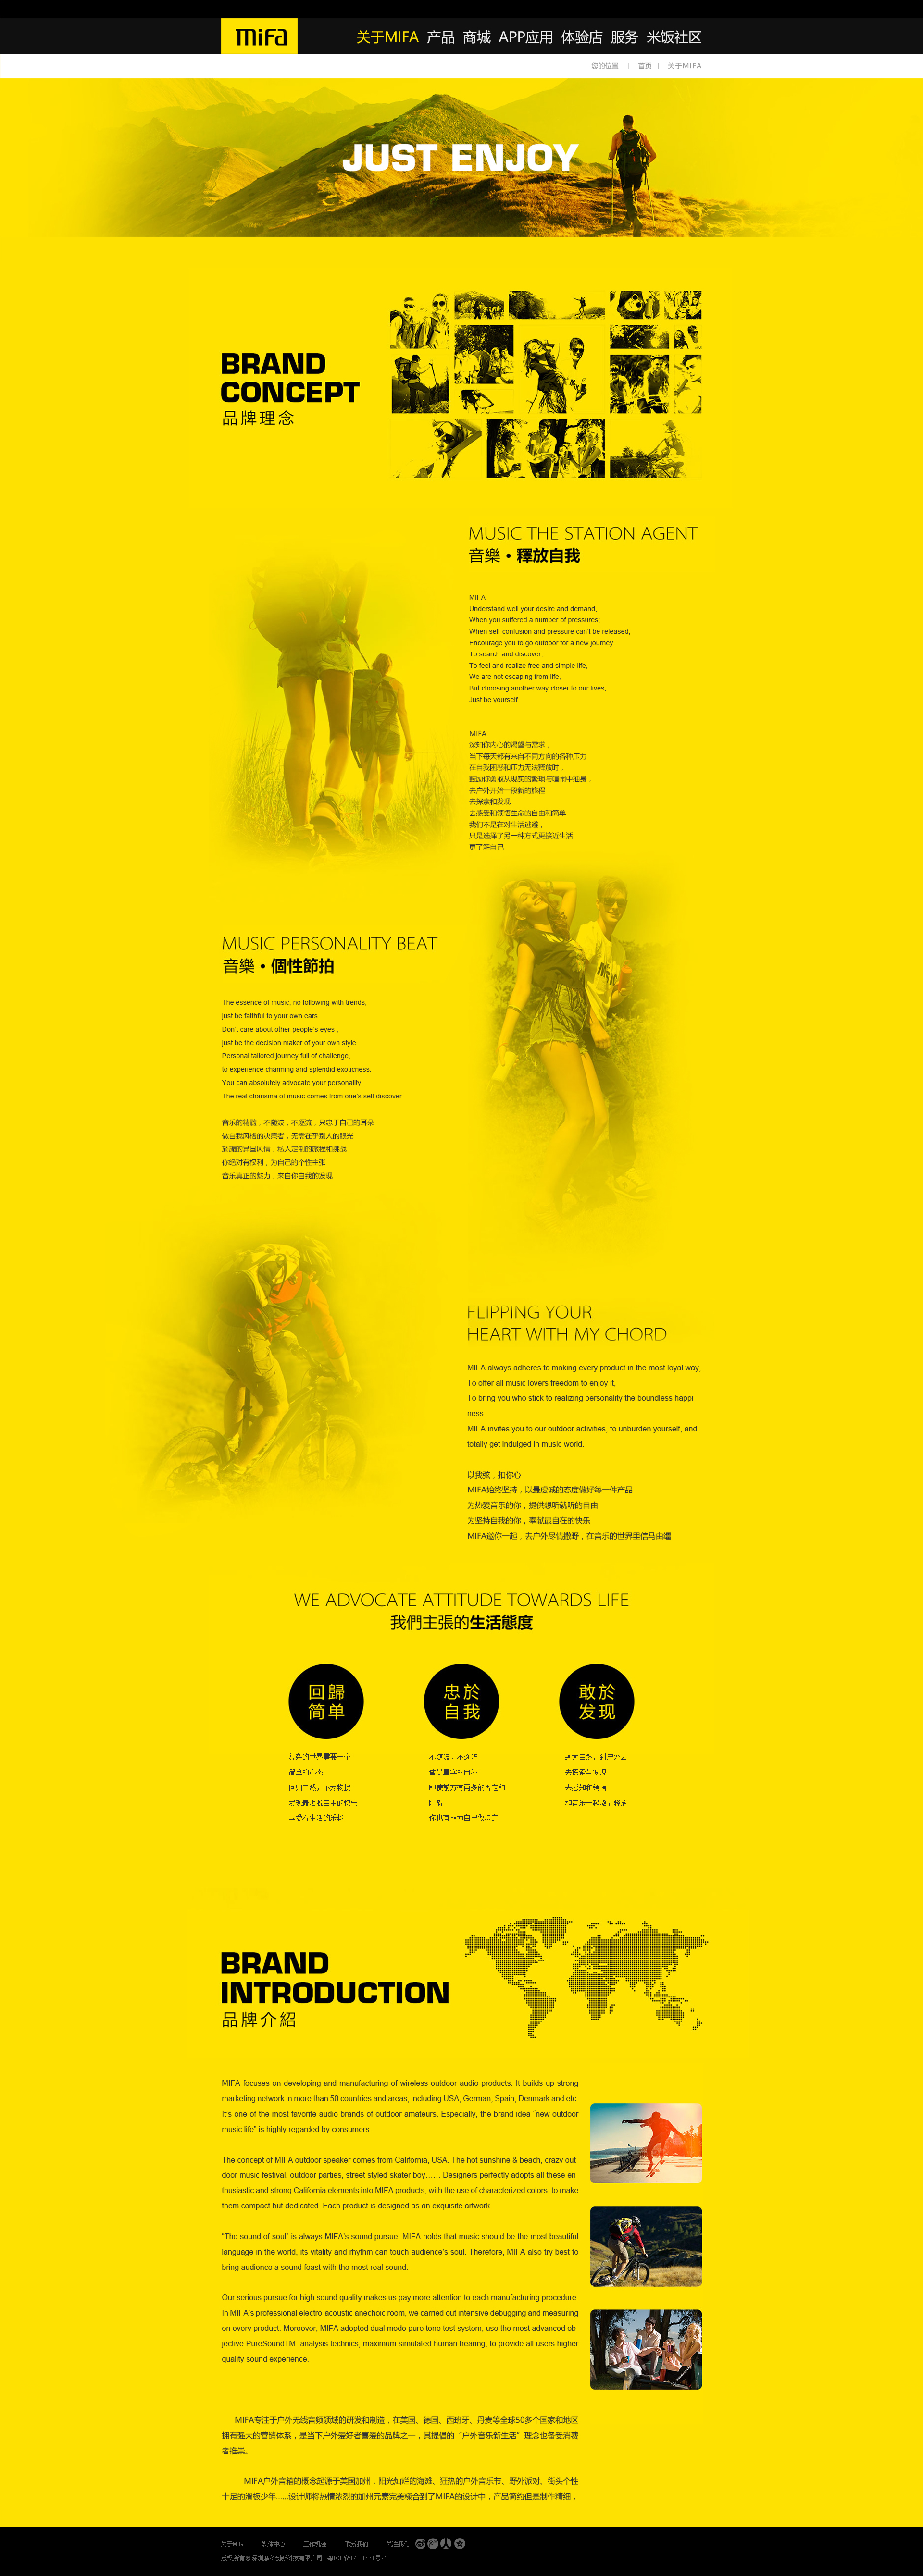 mifa
关于MIFA 产品 商城 APP应用 体验店 服务 米饭社区
您的位置 | 首页 | 关于MIFA
JUST ENJOY
BRAND
CONCEPT
品牌理念
MUSIC THE STATION AGENT
音樂·釋放自我
MIFA
Understand well your desire and demand,
When you suffered a number of pressures;
When self-confusion and pressure can't be released;
Encourage you to go outdoor for a new journey
To search and discover,
To feel and realize free and simple life,
We are not escaping from life,
But choosing another way closer to our lives,
Just be yourself.
MIFA
深知你内心的渴望与需求，
当下每天都有来自不同方向的各种压力
在自我困惑和压力无法释放时，
鼓励你勇敢从现实的繁琐与喧闹中抽身，
去户外开始一段新的旅程
去探索和发现
去感受和领悟生命的自由和简单
我们不是在对生活逃避，
只是选择了另一种方式更接近生活
更了解自己
MUSIC PERSONALITY BEAT
音樂·個性節拍
The essence of music, no following with trends,
just be faithful to your own ears.
Don't care about other people's eyes ,
just be the decision maker of your own style.
Personal tailored journey full of challenge,
to experience charming and splendid exoticness.
You can absolutely advocate your personality.
The real charisma of music comes from one's self discover.
音乐的精髓，不随波，不逐流，只忠于自己的耳朵
做自我风格的决策者，无需在乎别人的眼光
旖旎的异国风情，私人定制的旅程和挑战
你绝对有权利，为自己的个性主张
音乐真正的魅力，来自你自我的发现
FLIPPING YOUR
HEART WITH MY CHORD
MIFA always adheres to making every product in the most loyal way,
To offer all music lovers freedom to enjoy it,
To bring you who stick to realizing personality the boundless happi-
ness.
MIFA invites you to our outdoor activities, to unburden yourself, and
totally get indulged in music world.
以我弦，扣你心
MIFA始终坚持，以最虔诚的态度做好每一件产品
为热爱音乐的你，提供想听就听的自由
为坚持自我的你，奉献最自在的快乐
MIFA邀你一起，去户外尽情撒野，在音乐的世界里信马由缰
WE ADVOCATE ATTITUDE TOWARDS LIFE
我們主張的生活態度
回歸
简单
忠於
自我
敢於
发现
复杂的世界需要一个
简单的心态
回归自然，不为物扰
发现最洒脱自由的快乐
享受着生活的乐趣
不随波，不逐流
做最真实的自我
即使前方有再多的否定和
阻碍
你也有权为自己做决定
到大自然，到户外去
去探索与发现
去感知和领悟
和音乐一起激情释放
BRAND
INTRODUCTION
品牌介紹
MIFA focuses on developing and manufacturing of wireless outdoor audio products. It builds up strong
marketing network in more than 50 countries and areas, including USA, German, Spain, Denmark and etc.
It's one of the most favorite audio brands of outdoor amateurs. Especially, the brand idea "new outdoor
music life" is highly regarded by consumers.
The concept of MIFA outdoor speaker comes from California, USA. The hot sunshine & beach, crazy out-
door music festival, outdoor parties, street styled skater boy...... Designers perfectly adopts all these en-
thusiastic and strong California elements into MIFA products, with the use of characterized colors, to make
them compact but dedicated. Each product is designed as an exquisite artwork.
"The sound of soul" is always MIFA's sound pursue, MIFA holds that music should be the most beautiful
language in the world, its vitality and rhythm can touch audience's soul. Therefore, MIFA also try best to
bring audience a sound feast with the most real sound.
Our serious pursue for high sound quality makes us pay more attention to each manufacturing procedure.
In MIFA's professional electro-acoustic anechoic room, we carried out intensive debugging and measuring
on every product. Moreover, MIFA adopted dual mode pure tone test system, use the most advanced ob-
jective PureSoundTM analysis technics, maximum simulated human hearing, to provide all users higher
quality sound experience.
MIFA专注于户外无线音频领域的研发和制造，在美国、德国、西班牙、丹麦等全球50多个国家和地区
拥有强大的营销体系，是当下户外爱好者喜爱的品牌之一，其提倡的“户外音乐新生活”理念也备受消费
者推崇。
MIFA户外音箱的概念起源于美国加州，阳光灿烂的海滩、狂热的户外音乐节、野外派对、街头个性
十足的滑板少年......设计师将热情浓烈的加州元素完美糅合到了MIFA的设计中，产品简约但是制作精细，
关于Mifa 媒体中心 工作机会 联系我们 关注我们
版权所有@深圳摩科创新科技有限公司 粤ICP备1400661号-1